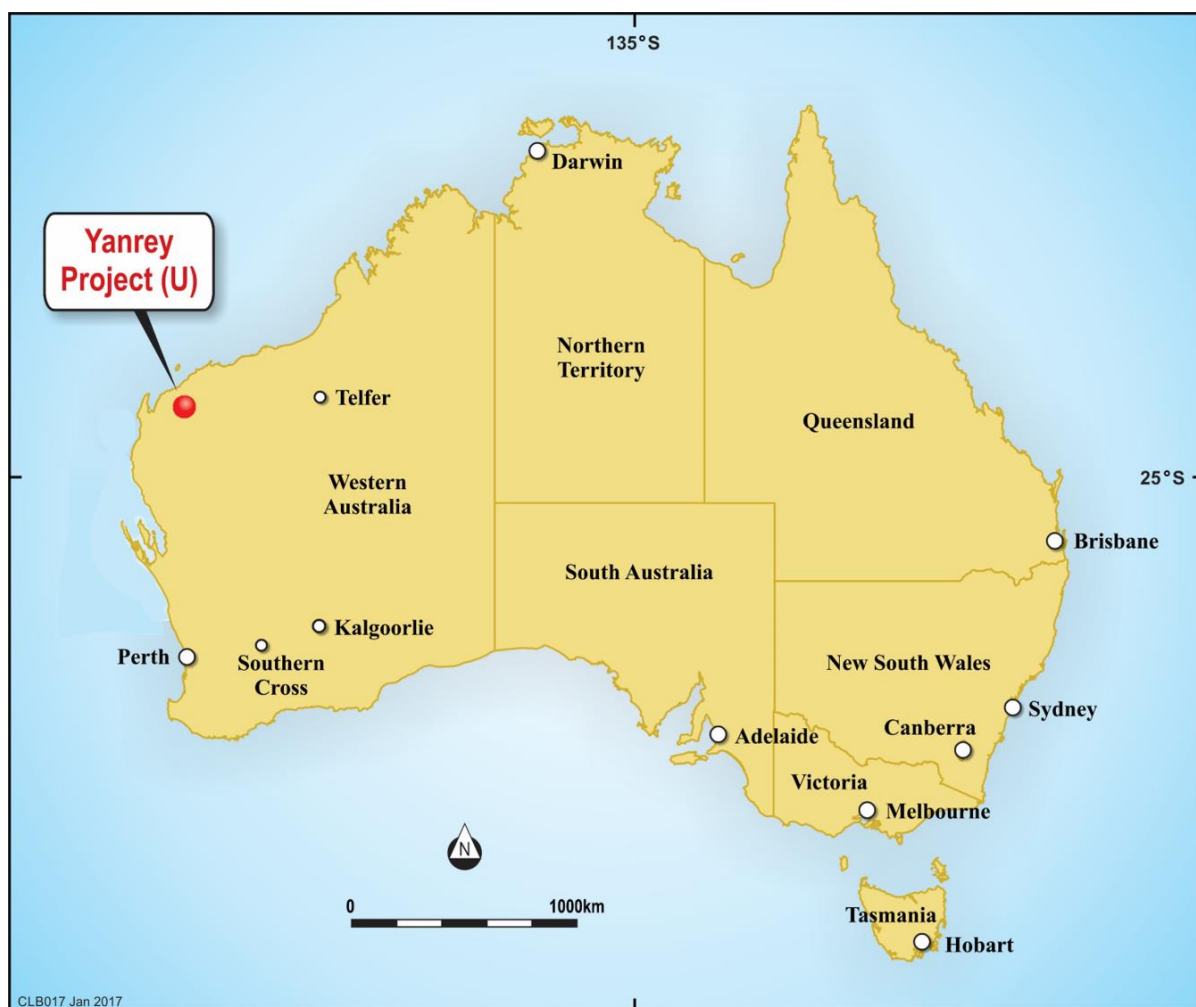 135°S
Darwin
Yanrey
Project (U)
Northern
Territory
Telfer
Queensland
Western
Australia
25°S
Brisbane
South Australia
Kalgoorlie
Perth
Southern
Cross
New South Wales
Sydney
Canberra
Adelaide
Victoria
Melbourne
N
0
1000km
Tasmania
Hobart
CLB017 Jan 2017